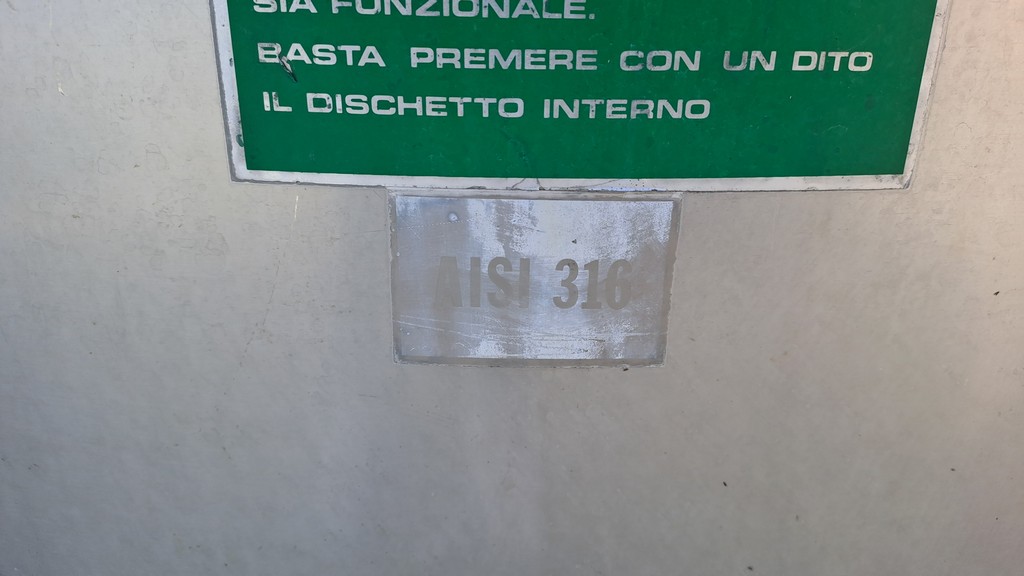 SIA FUNZIONALE.
BASTA PREMERE CON UN DITO
IL DISCHETTO INTERNO
AISI 316